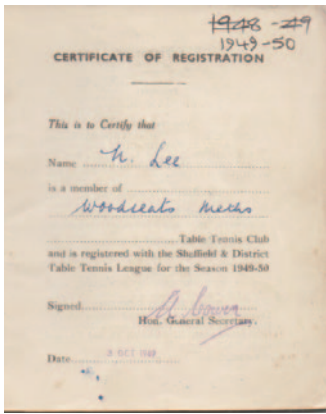 1948-49
1949-50
CERTIFICATE OF REGISTRATION
This is to Certify that
Name N. Lee
is a member of
Woodseats Meths
Table Tennis Club
and is registered with the Sheffield & District
Table Tennis League for the Season 1949-50
Signed
Hon. General Secretary.
Date OCT 1949